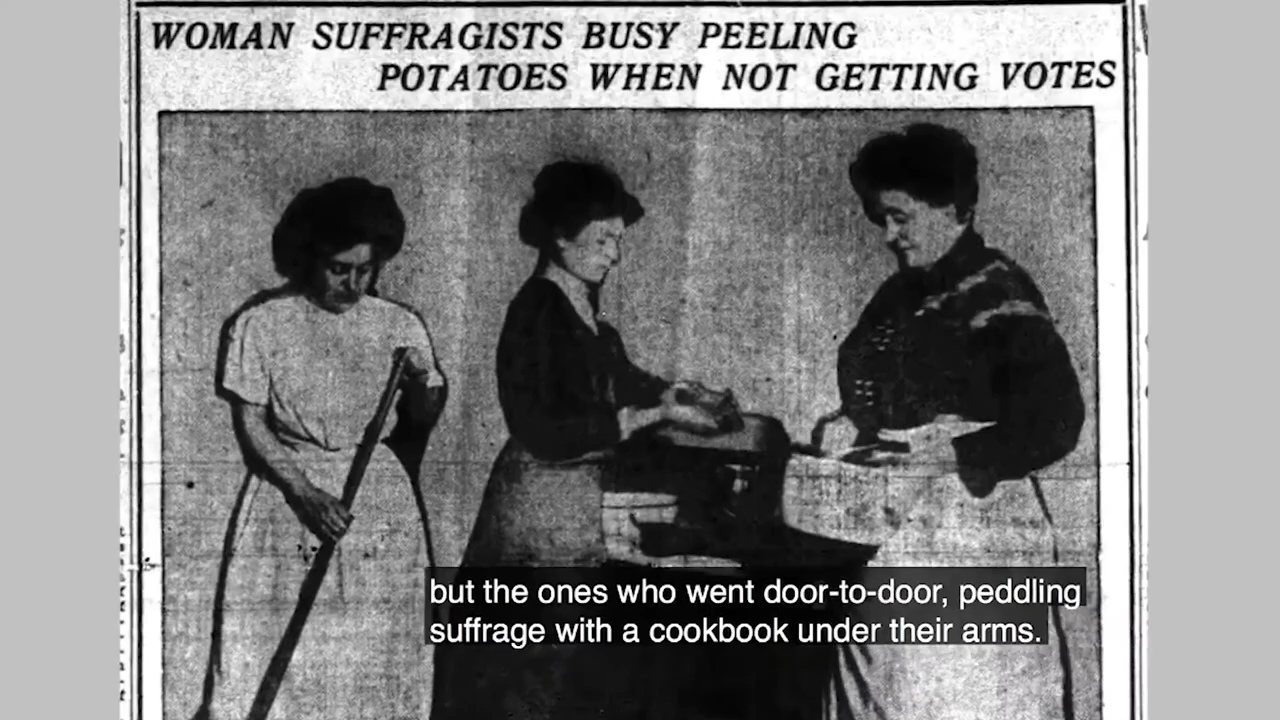 WOMAN SUFFRAGISTS BUSY PEELING
POTATOES WHEN NOT GETTING VOTES
but the ones who went door-to-door, peddling
suffrage with a cookbook under their arms.